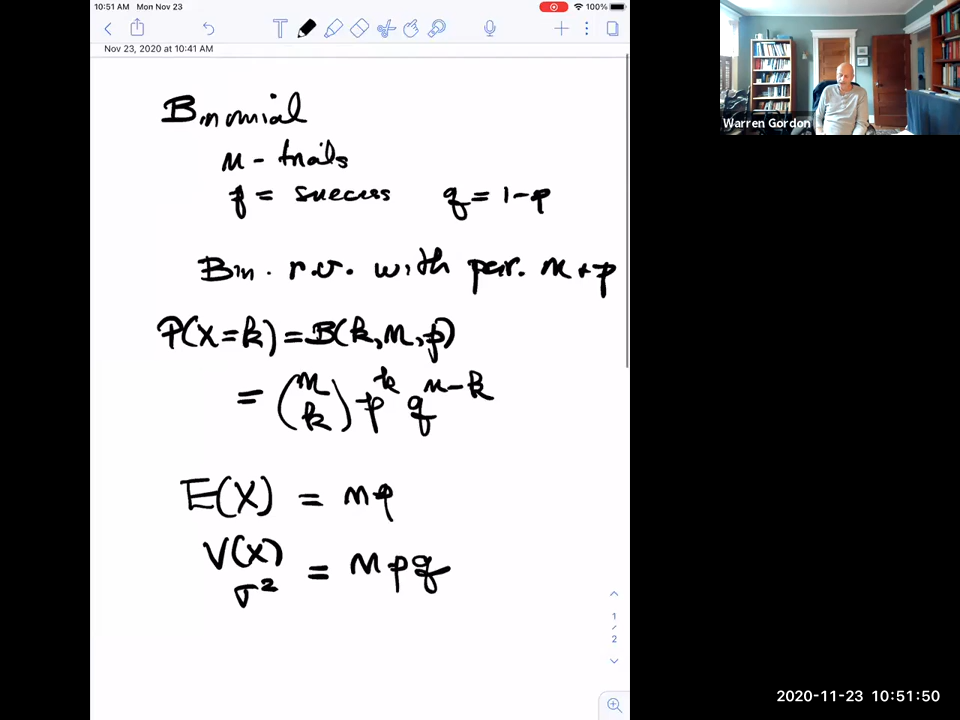 10:51 AM Mon Nov 23
100%
Nov 23, 2020 at 10:41 AM
Binomial
n - trials
p = success q = 1-p
Bin. r.v. with par. n + p
P(X=k) = B(k,n,p)
= (n k) p^k q^n-k
E(X) = np
V(X) = npq
σ²
1
/
2
Warren Gordon
2020-11-23 10:51:50